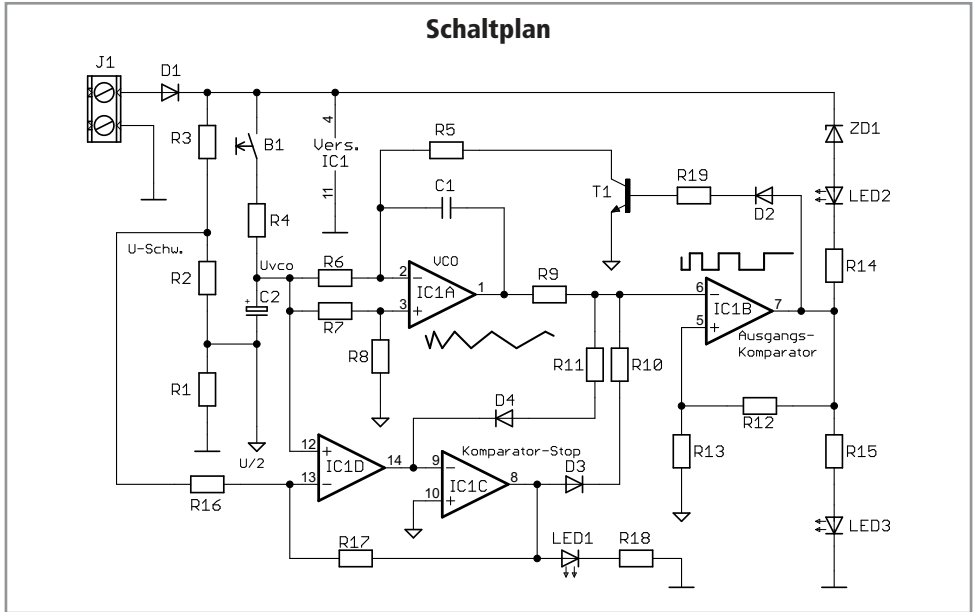 Schaltplan
J1
D1
R3
B1
4
Vers.
IC1
11
R5
C1
T1
R19
D2
ZD1
LED2
R14
R4
U-Schw.
Uvco
R2
C2
+
R6
R7
R8
2
3
-
+
VCO
IC1A
1
R9
R11
R10
6
5
-
+
IC1B
7
Ausgangs-
Komparator
R1
U/2
D4
12
13
+
-
IC1D
14
Komparator-Stop
9
10
-
+
IC1C
8
D3
R12
R13
R15
R16
R17
LED1
R18
LED3